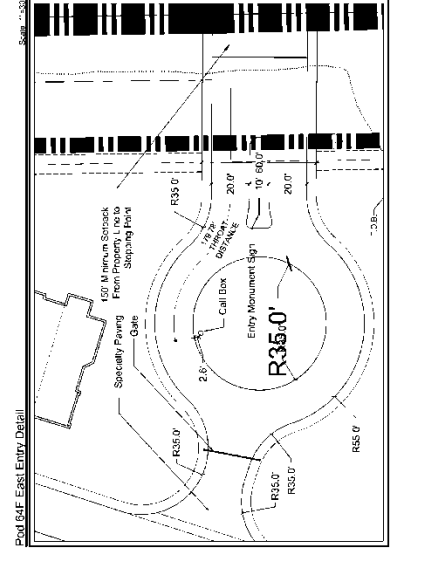 Pod 64F East Entry Detail
150' Minimum Setback
From Property Line to
Stopping Point
Specialty Paving
Gate
R35.0'
THROAT
DISTANCE
20.0'
10'
60.0'
20.0'
Call Box
Entry Monument Sign
2.6'
R35.0'
R35.0'
R35.0'
R35.0'
R55.0'
T.O.B.